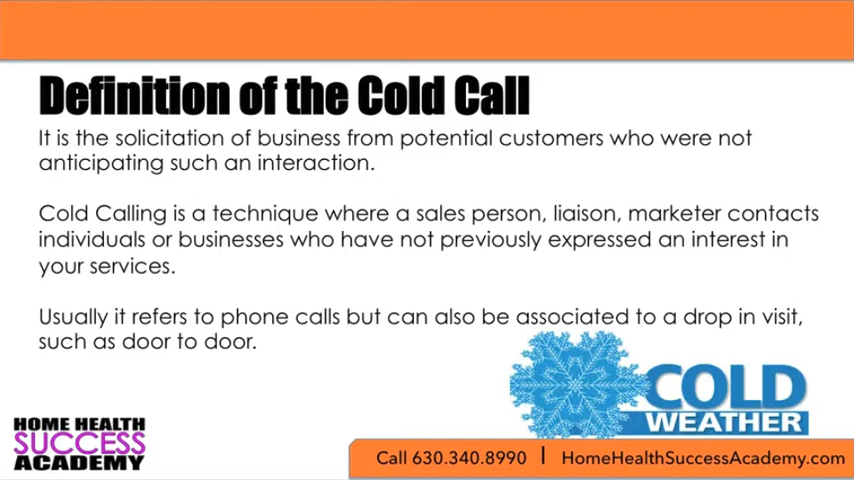 Definition of the Cold Call
It is the solicitation of business from potential customers who were not
anticipating such an interaction.
Cold Calling is a technique where a sales person, liaison, marketer contacts
individuals or businesses who have not previously expressed an interest in
your services.
Usually it refers to phone calls but can also be associated to a drop in visit,
such as door to door.
COLD
WEATHER
HOME HEALTH
SUCCESS
ACADEMY
Call 630.340.8990 | HomeHealthSuccessAcademy.com